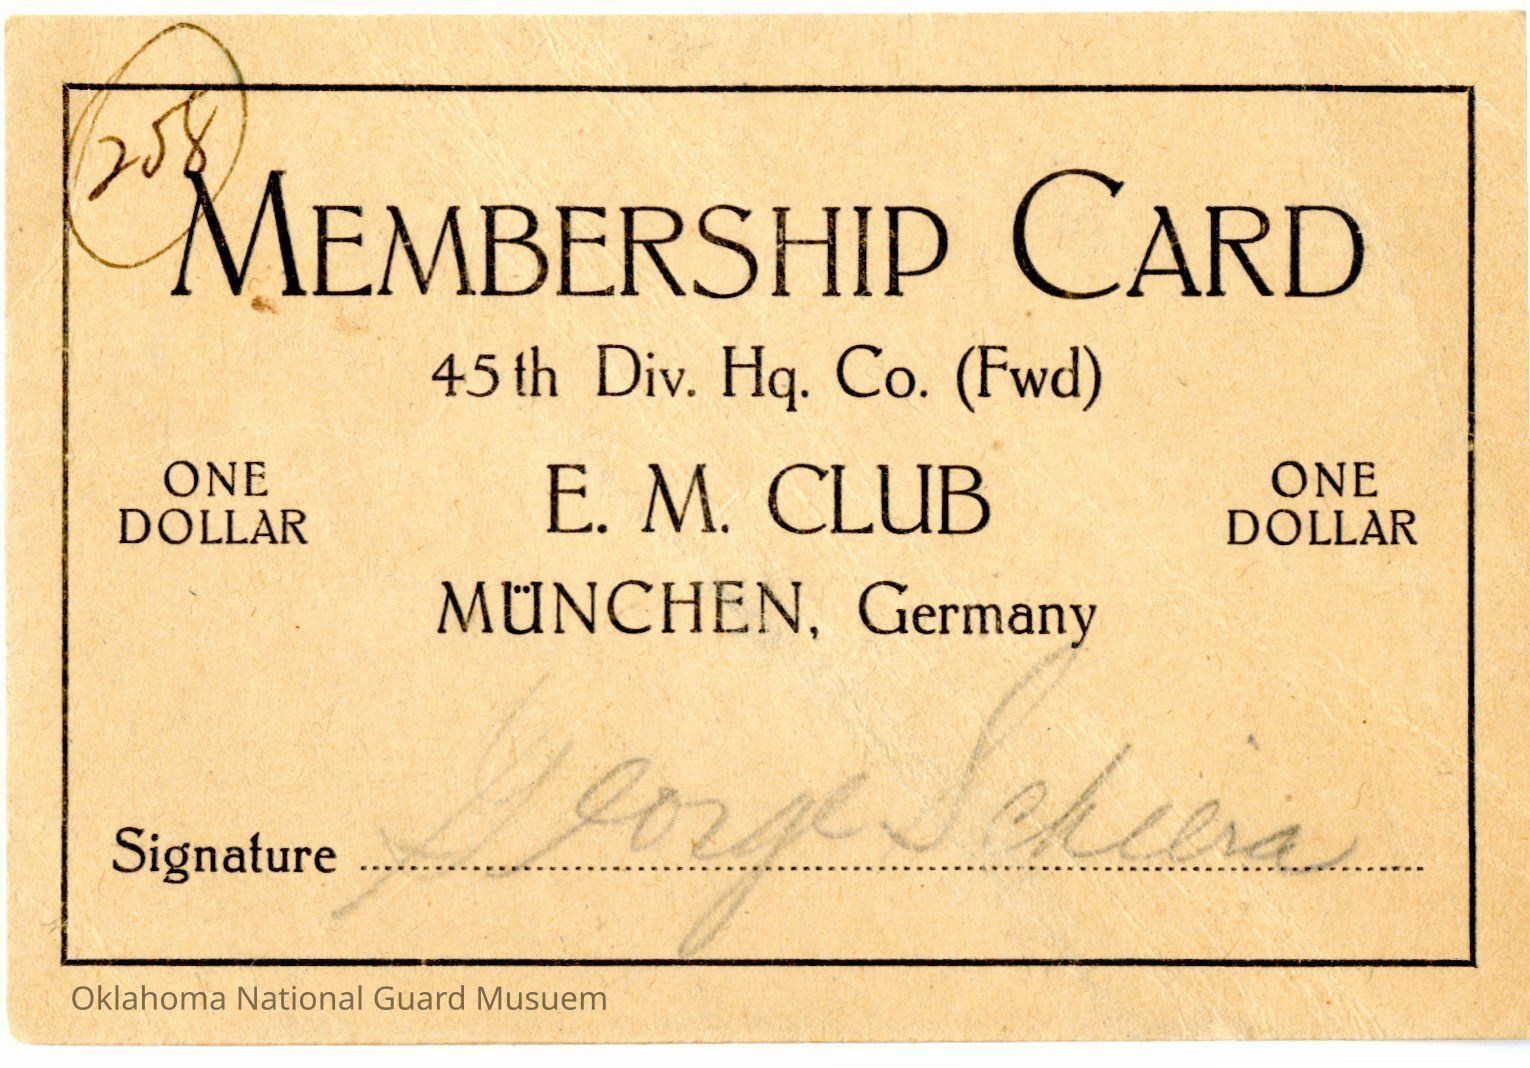 258
MEMBERSHIP CARD
45th Div. Hq. Co. (Fwd)
ONE DOLLAR
E. M. CLUB
ONE DOLLAR
MÜNCHEN, Germany
Signature George
Oklahoma National Guard Musuem